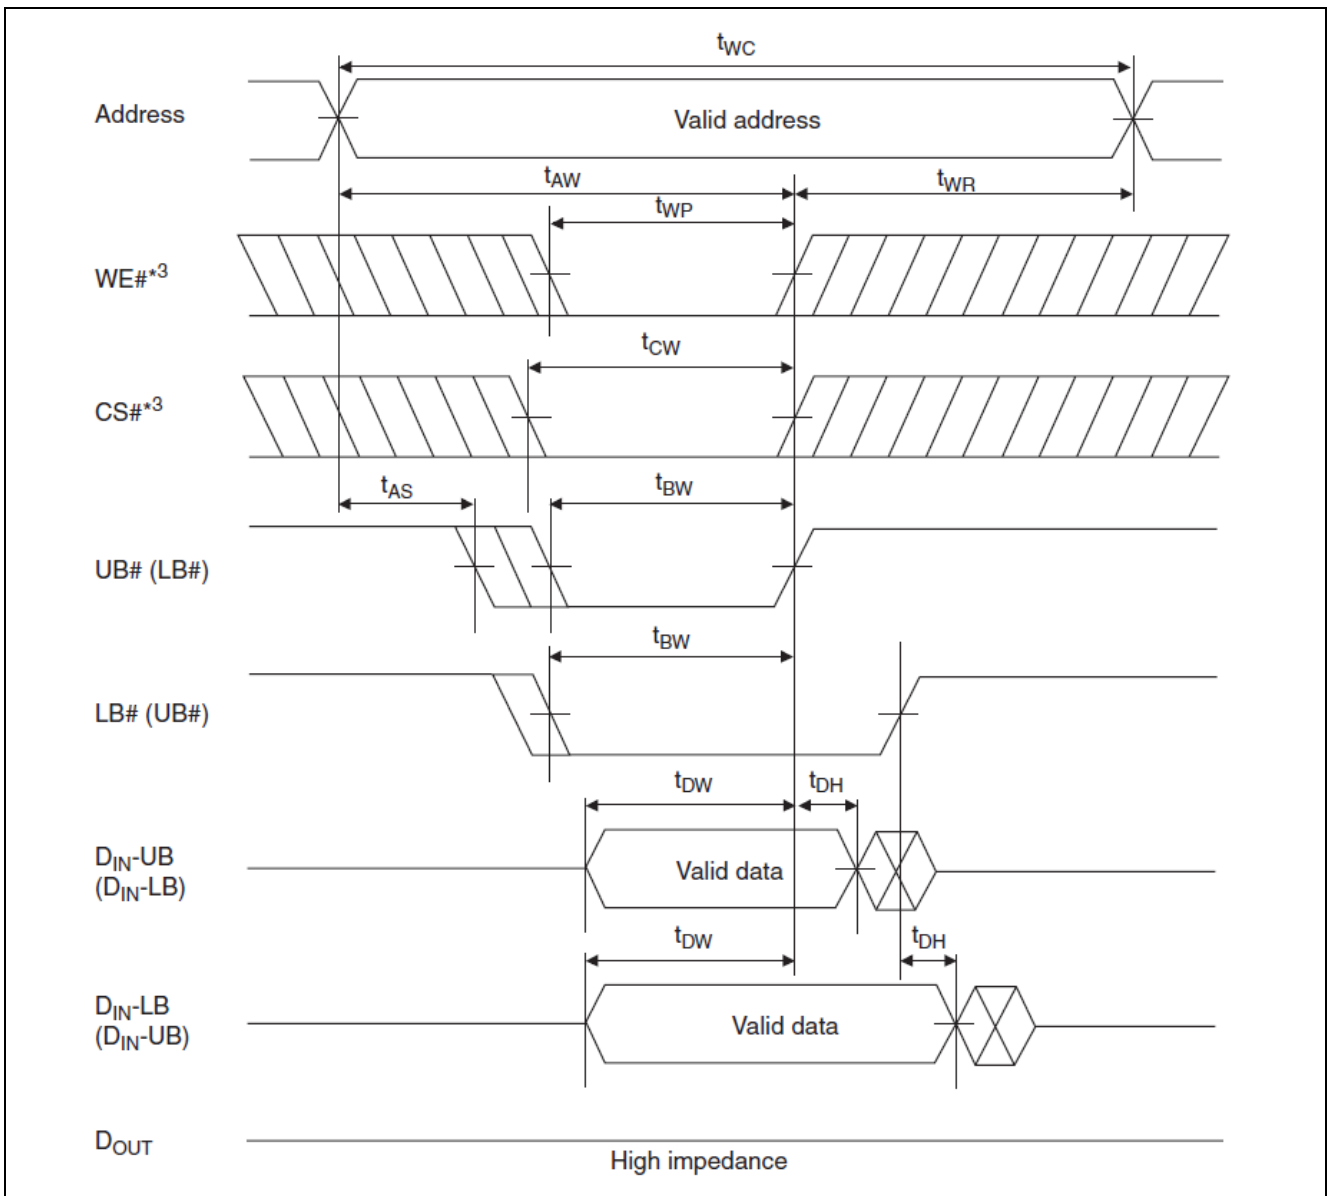 tWC
Address
Valid address
tAW
tWR
tWP
WE#*3
tCW
CS#*3
tAS
tBW
UB# (LB#)
tBW
LB# (UB#)
tDW
tDH
DIN-UB
(DIN-LB)
Valid data
tDW
tDH
DIN-LB
(DIN-UB)
Valid data
DOUT
High impedance